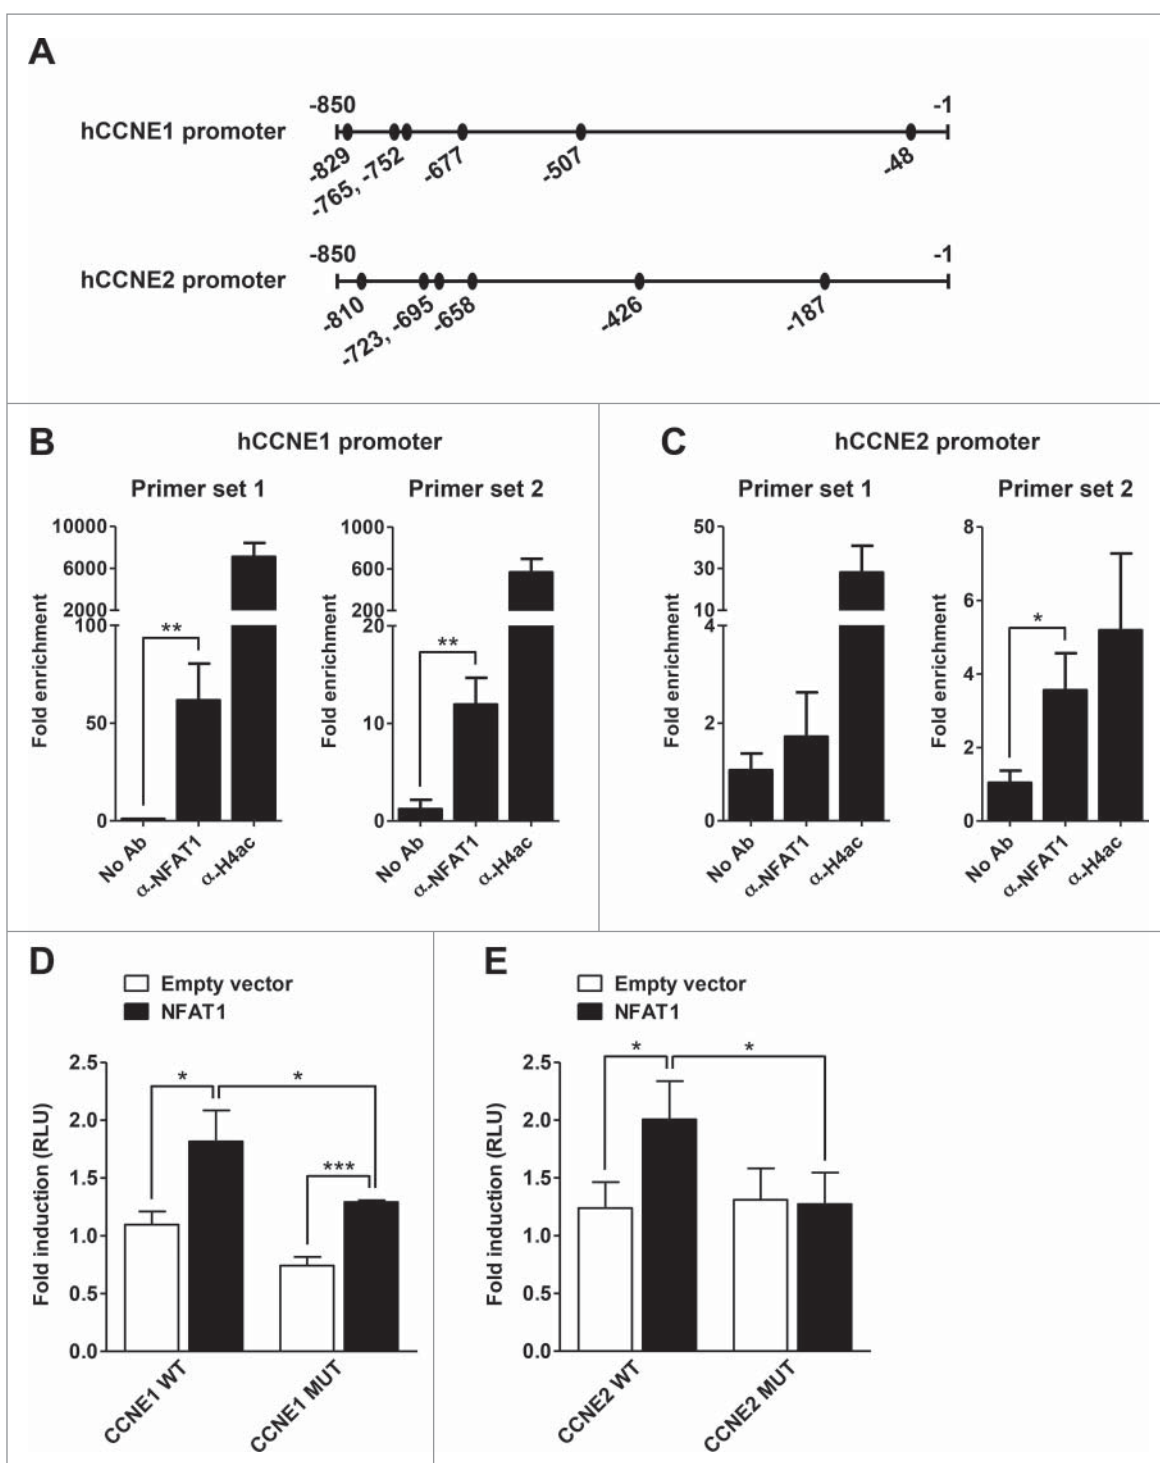 A
-850 -1
hCCNE1 promoter
-829 -765, -752 -677 -507 -48
-850 -1
hCCNE2 promoter
-810 -723, -695 -658 -426 -187
B
hCCNE1 promoter
Primer set 1
Fold enrichment
10000
6000
2000
100
50
0
**
No Ab α-NFAT1 α-H4ac
Primer set 2
Fold enrichment
1000
600
200
20
10
0
**
No Ab α-NFAT1 α-H4ac
C
hCCNE2 promoter
Primer set 1
Fold enrichment
50
30
10
4
2
0
No Ab α-NFAT1 α-H4ac
Primer set 2
Fold enrichment
8
6
4
2
0
*
No Ab α-NFAT1 α-H4ac
D
Empty vector
NFAT1
Fold induction (RLU)
2.5
2.0
1.5
1.0
0.5
0.0
* *
***
CCNE1 WT CCNE1 MUT
E
Empty vector
NFAT1
Fold induction (RLU)
2.5
2.0
1.5
1.0
0.5
0.0
* *
CCNE2 WT CCNE2 MUT